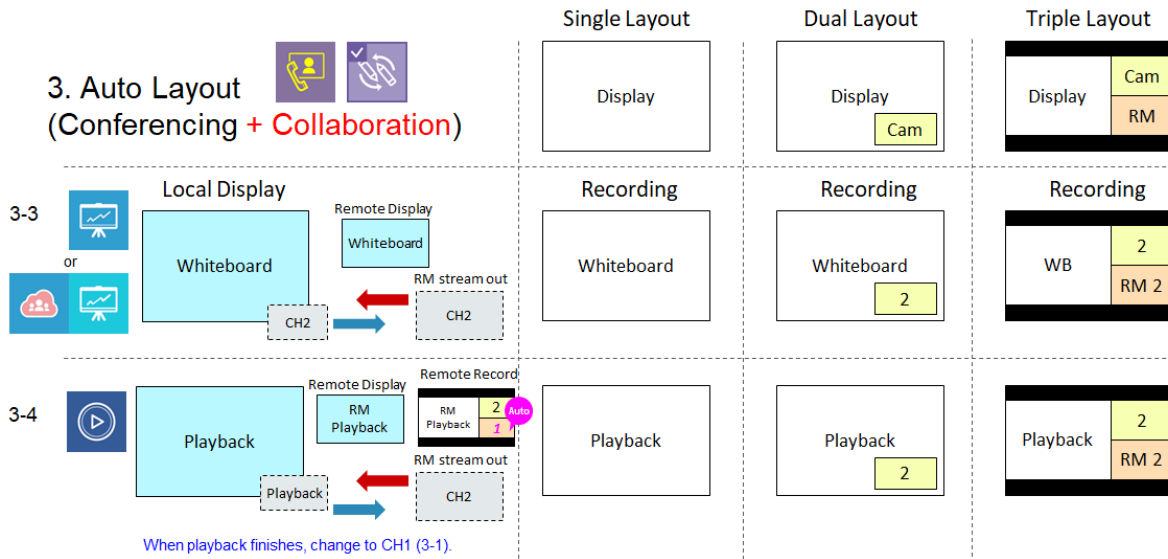 Single Layout
Dual Layout
Triple Layout
3. Auto Layout
(Conferencing + Collaboration)
Display
Display
Cam
Display
Cam
RM
Local Display
Recording
Recording
Recording
3-3
or
Whiteboard
Remote Display
Whiteboard
RM stream out
CH2
CH2
Whiteboard
Whiteboard
2
WB
2
RM 2
3-4
Playback
Remote Display
RM
Playback
Remote Record
RM
Playback
2
1
Auto
RM stream out
Playback
CH2
Playback
Playback
2
Playback
2
RM 2
When playback finishes, change to CH1 (3-1).